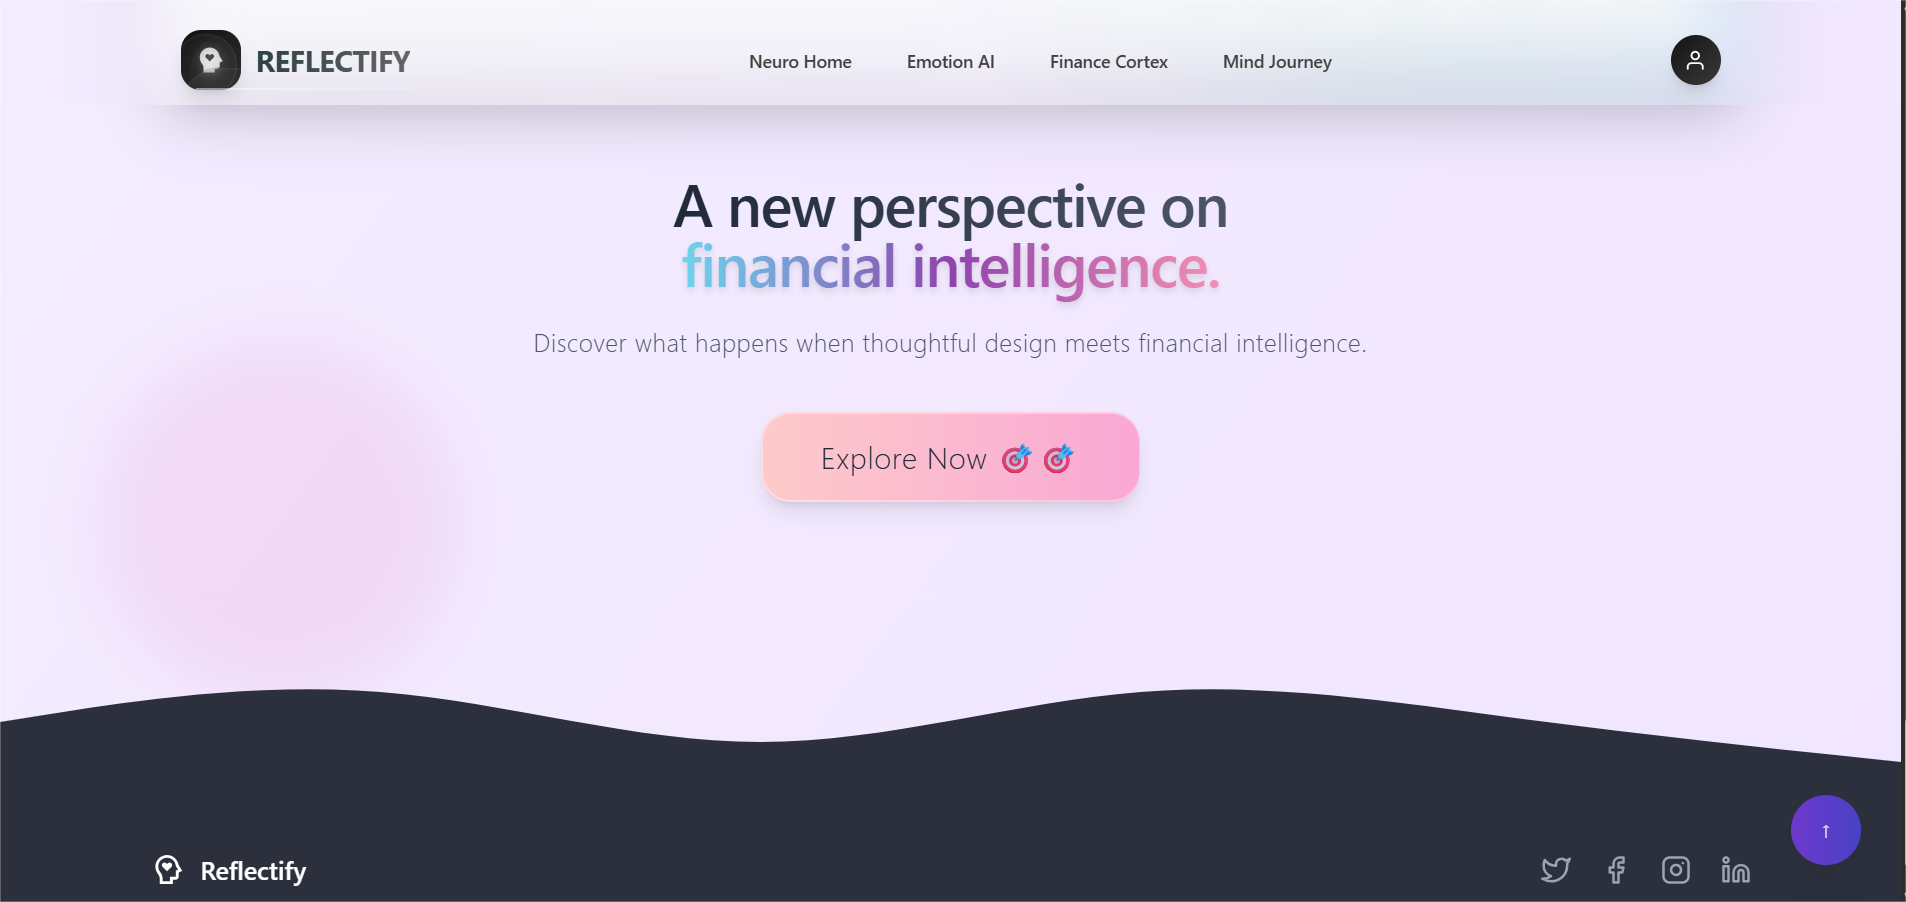 REFLECTIFY
Neuro Home
Emotion AI
Finance Cortex
Mind Journey
A new perspective on
financial intelligence.
Discover what happens when thoughtful design meets financial intelligence.
Explore Now 🎯 🎯
↑
Reflectify